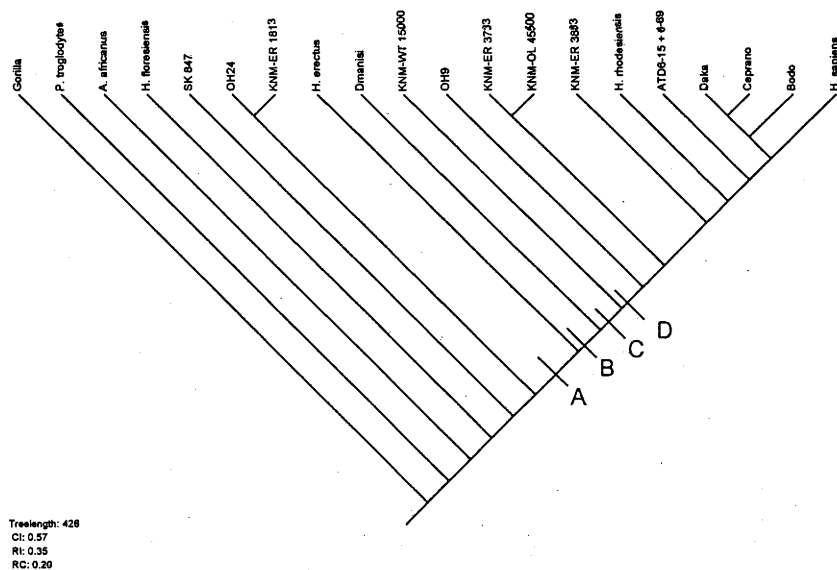 Gorilla
P. troglodytes
A. africanus
H. floresiensis
SK 847
OH24
KNM-ER 1813
H. erectus
Dmanisi
KNM-WT 15000
OH9
KNM-ER 3733
KNM-OL 45500
KNM-ER 3883
H. rhodesiensis
ATD6-15 + 6-69
Daka
Ceprano
Bodo
H. sapiens
D
C
B
A
Treelength: 426
CI: 0.57
RI: 0.35
RC: 0.20